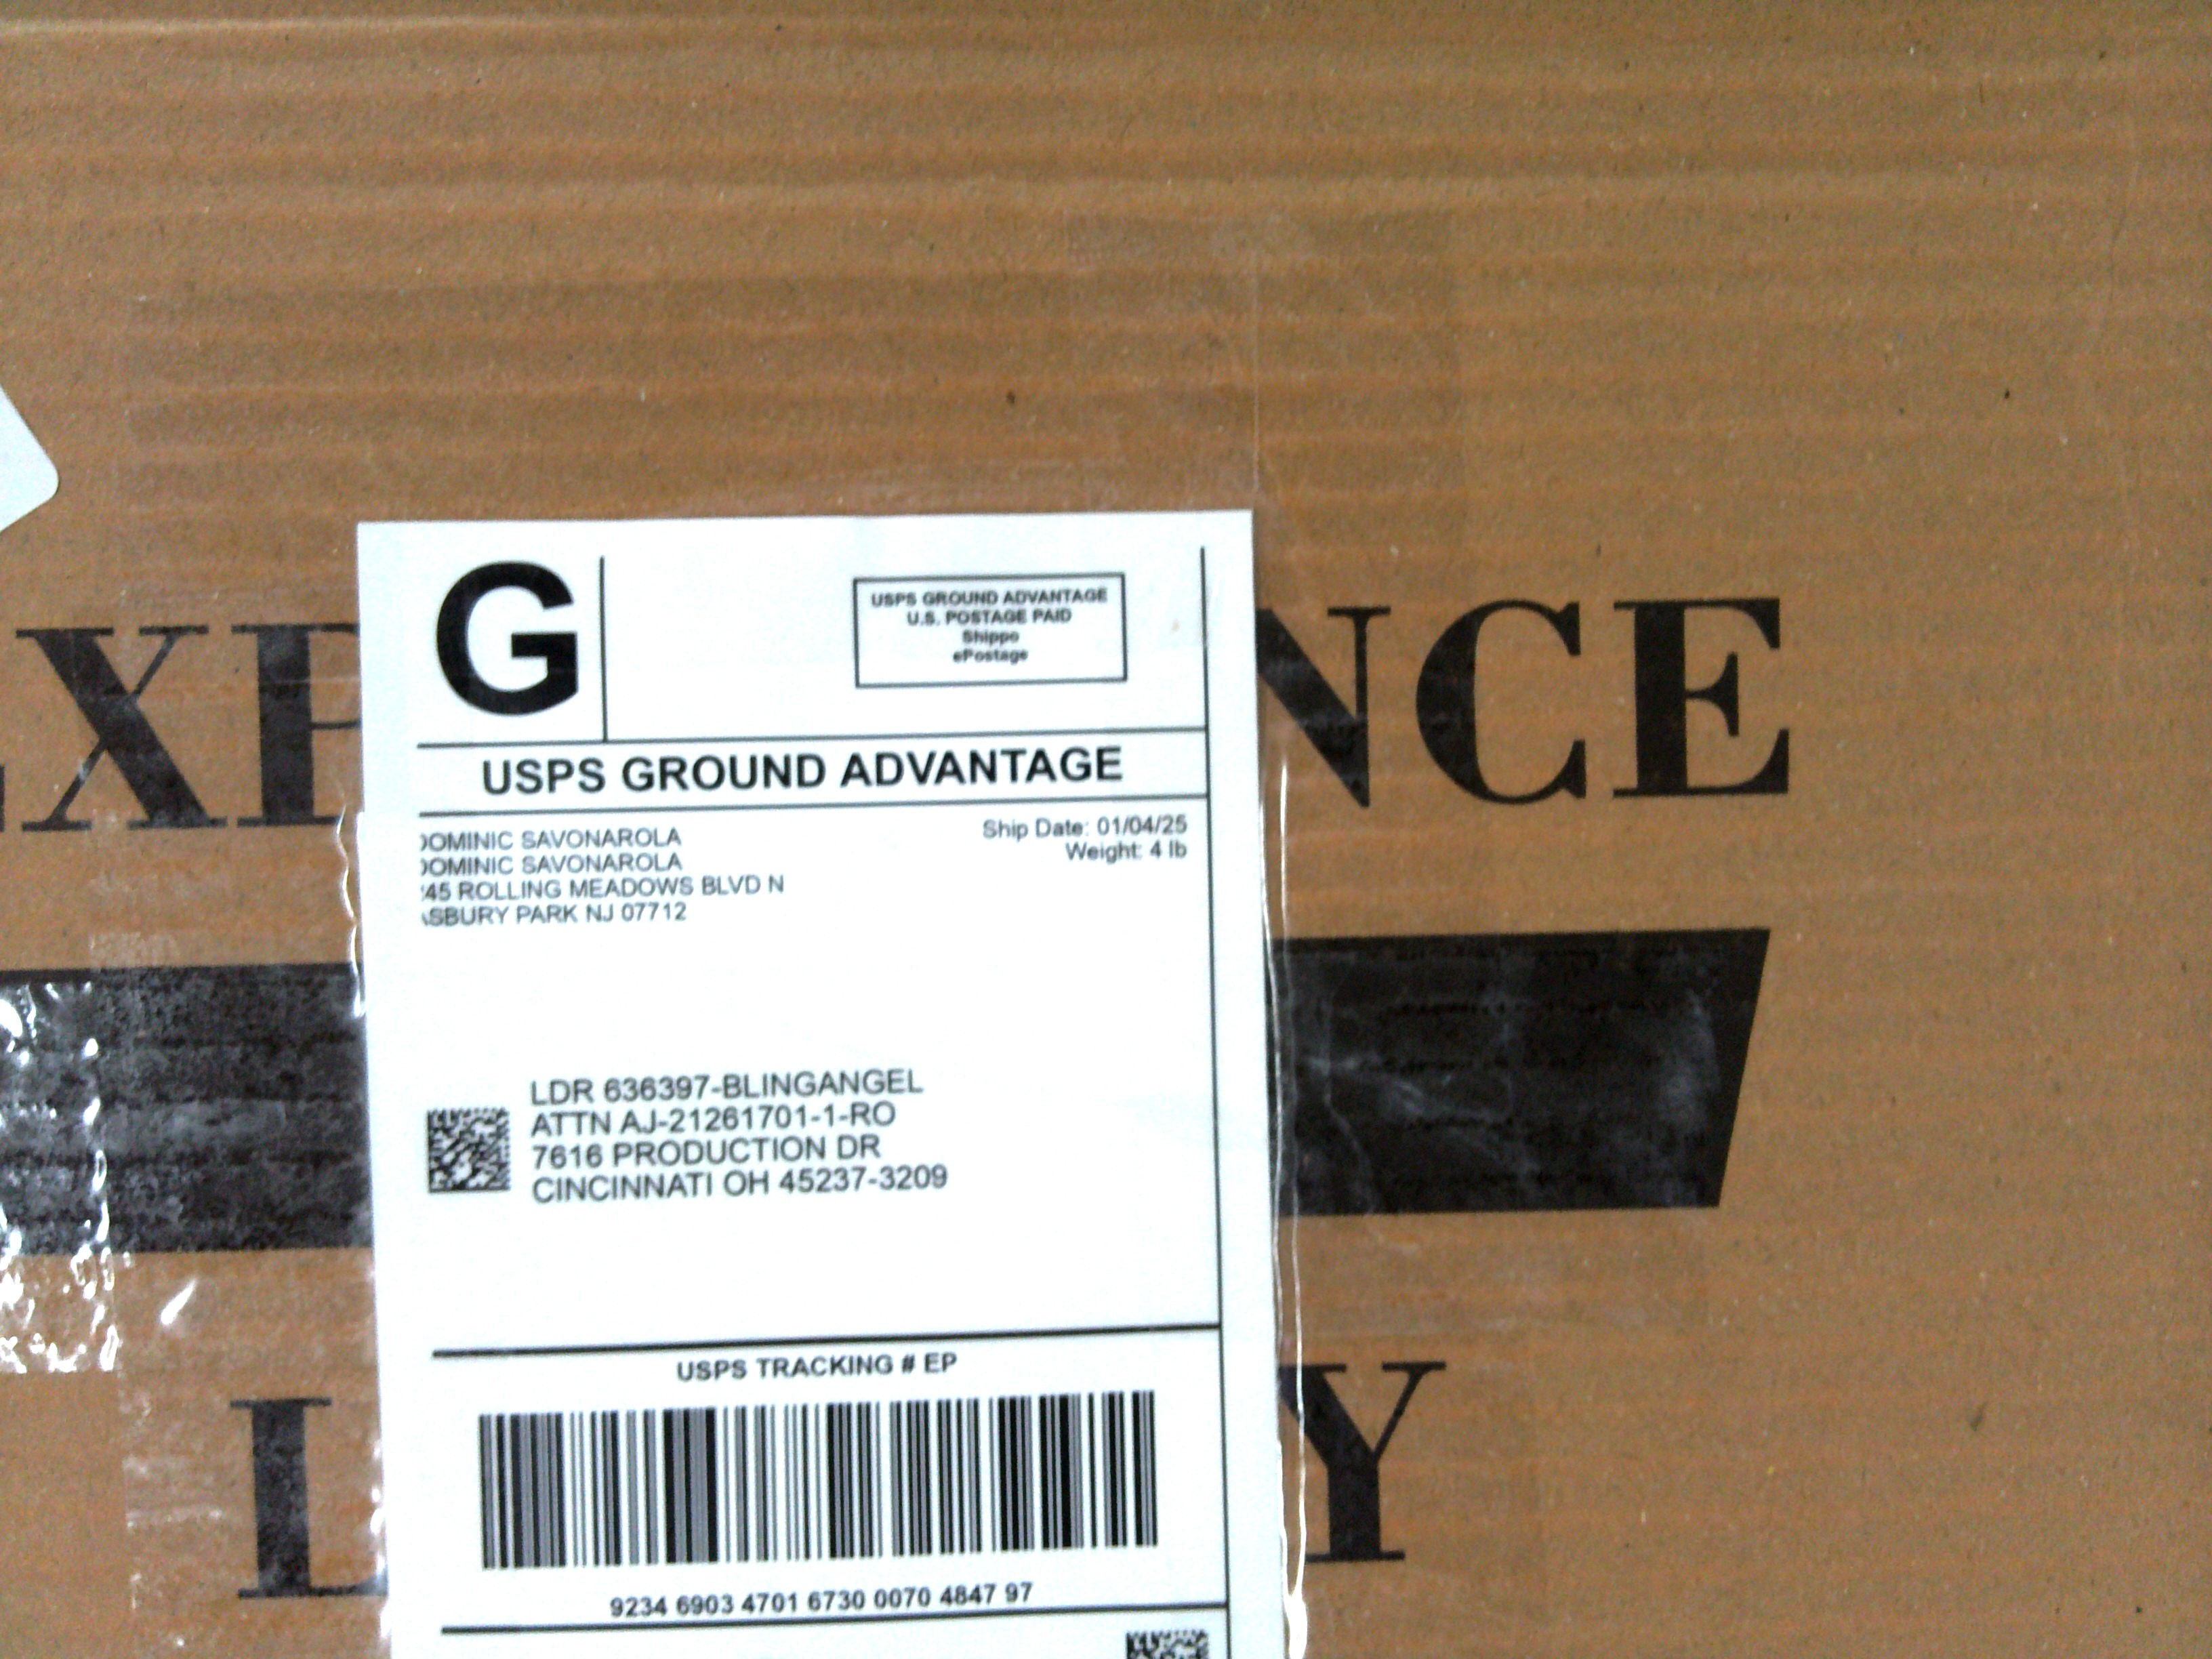 G
USPS GROUND ADVANTAGE
U.S. POSTAGE PAID
Shippo
ePostage
USPS GROUND ADVANTAGE
OMINIC SAVONAROLA
Ship Date: 01/04/25
OMINIC SAVONAROLA
Weight: 4 lb
45 ROLLING MEADOWS BLVD N
SBURY PARK NJ 07712
LDR 636397-BLINGANGEL
ATTN AJ-21261701-1-RO
7616 PRODUCTION DR
CINCINNATI OH 45237-3209
USPS TRACKING # EP
9234 6903 4701 6730 0070 4847 97
XP NCE
L Y